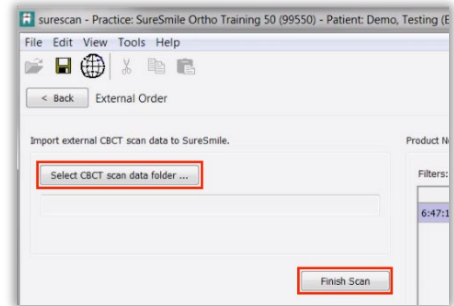 surescan - Practice: SureSmile Ortho Training 50 (99550) - Patient: Demo, Testing (E
File Edit View Tools Help
< Back External Order
Import external CBCT scan data to SureSmile.
Product N
Select CBCT scan data folder ...
Filters:
6:47:1
Finish Scan